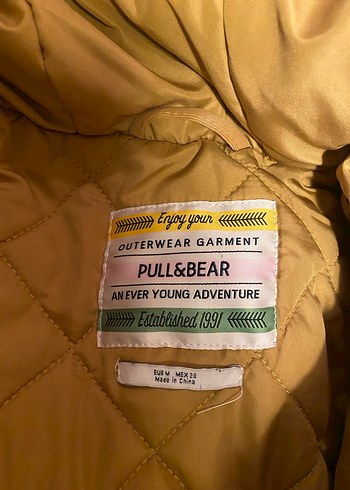 Enjoy your
OUTERWEAR GARMENT
PULL&BEAR
AN EVER YOUNG ADVENTURE
Established 1991
EUR M MEX 28
Made in China